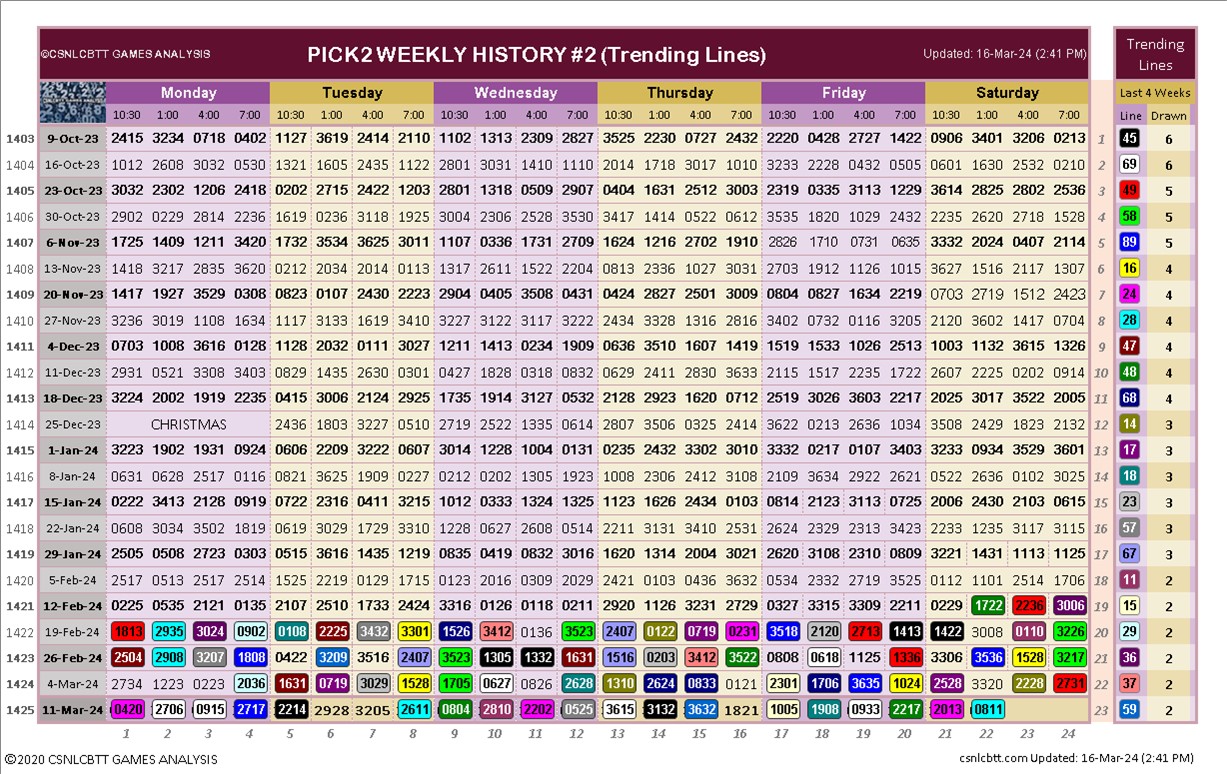 ©2020 CSNLCBTT GAMES ANALYSIS PICK2 WEEKLY HISTORY #2 (Trending Lines) Updated: 16-Mar-24 (2:41 PM) Trending Lines
Monday Tuesday Wednesday Thursday Friday Saturday Last 4 Weeks
10:30 1:00 4:00 7:00 10:30 1:00 4:00 7:00 10:30 1:00 4:00 7:00 10:30 1:00 4:00 7:00 10:30 1:00 4:00 7:00 10:30 1:00 4:00 7:00 Line Drawn
1403 9-Oct-23 2415 3234 0718 0402 1127 3619 2414 2110 1102 1313 2309 2827 3525 2230 0727 2432 2220 0428 2727 1422 0906 3401 3206 0213 1 45 6
1404 16-Oct-23 1012 2608 3032 0530 1321 1605 2435 1122 2801 3031 1410 1110 2014 1718 3017 1010 3233 2228 0432 0505 0601 1630 2532 0210 2 69 6
1405 23-Oct-23 3032 2302 1206 2418 0202 2715 2422 1203 2801 1318 0509 2907 0404 1631 2512 3003 2319 0335 3113 1229 3614 2825 2802 2536 3 49 5
1406 30-Oct-23 2902 0229 2814 2236 1619 0236 3118 1925 3004 2306 2528 3530 3417 1414 0522 0612 3535 1820 1029 2432 2235 2620 2718 1528 4 58 5
1407 6-Nov-23 1725 1409 1211 3420 1732 3534 3625 3011 1107 0336 1731 2709 1624 1216 2702 1910 2826 1710 0731 0635 3332 2024 0407 2114 5 89 5
1408 13-Nov-23 1418 3217 2835 3620 0212 2034 2014 0113 1317 2611 1522 2204 0813 2336 1027 3031 2703 1912 1126 1015 3627 1516 2117 1307 6 16 4
1409 20-Nov-23 1417 1927 3529 0308 0823 0107 2430 2223 2904 0405 3508 0431 0424 2827 2501 3009 0804 0827 1634 2219 0703 2719 1512 2423 7 24 4
1410 27-Nov-23 3236 3019 1108 1634 1117 3133 1619 3410 3227 3122 3117 3222 2434 3328 1316 2816 3402 0732 0116 3205 2120 3602 1417 0704 8 28 4
1411 4-Dec-23 0703 1008 3616 0128 1128 2032 0111 3027 1211 1413 0234 1909 0636 3510 1607 1419 1519 1533 1026 2513 1003 1132 3615 1326 9 47 4
1412 11-Dec-23 2931 0521 3308 3403 0829 1435 2630 0301 0427 1828 0318 0832 0629 2411 2830 3633 2115 1517 2235 1722 2607 2225 0202 0914 10 48 4
1413 18-Dec-23 3224 2002 1919 2235 0415 3006 2124 2925 1735 1914 3127 0532 2128 2923 1620 0712 2519 3026 3603 2217 2025 3017 3522 2005 11 68 4
1414 25-Dec-23 CHRISTMAS 2436 1803 3227 0510 2719 2522 1335 0614 2807 3506 0325 2414 3622 0213 2636 1034 3508 2429 1823 2132 12 14 3
1415 1-Jan-24 3223 1902 1931 0924 0606 2209 3222 0607 3014 1228 1004 0131 0235 2432 3302 3010 3332 0217 0107 3403 3233 0934 3529 3601 13 17 3
1416 8-Jan-24 0631 0628 2517 0116 0821 3625 1909 0222 0212 0205 1305 1923 1008 2306 2412 3108 2109 3634 2922 2621 0522 2636 0102 3025 14 18 3
1417 15-Jan-24 0222 3413 2128 0919 0722 2316 0411 3215 1012 0333 1324 1325 1123 1626 2434 0103 0814 2123 3113 0725 2006 2430 2103 0615 15 23 3
1418 22-Jan-24 0608 3034 3502 1819 0619 3029 1729 3310 1228 0627 2608 0514 2211 3131 3410 2531 2624 2329 2313 3423 2233 1235 3117 3115 16 57 3
1419 29-Jan-24 2505 0508 2723 0303 0515 3616 1435 1219 0835 0419 0832 3016 1620 1314 2004 3021 2620 3108 2310 0809 3221 1431 1113 1125 17 67 3
1420 5-Feb-24 2517 0513 2517 2514 1525 2219 0129 1715 0123 2016 0309 2029 2421 0103 0436 3632 0534 2332 2719 3525 0112 1101 2514 1706 18 11 2
1421 12-Feb-24 0225 0535 2121 0135 2107 2510 1733 2424 3316 0126 0118 0211 2920 1126 3231 2729 0327 3315 3309 2211 0229 1722 2236 3006 19 15 2
1422 19-Feb-24 1813 2935 3024 0902 0108 2225 3432 3301 1526 3412 0136 3523 2407 0122 0719 0231 3518 2120 2713 1413 1422 3008 0110 3226 20 29 2
1423 26-Feb-24 2504 2908 3207 1808 0422 3209 3516 2407 3523 1305 1332 1631 1516 0203 3412 3522 0808 0618 1125 1336 3306 3536 1528 3217 21 36 2
1424 4-Mar-24 2734 1223 0223 2036 1631 0719 3029 1528 1705 0627 0826 2628 1310 2624 0833 0121 2301 1706 3635 1024 2528 3320 2228 2731 22 37 2
1425 11-Mar-24 0420 2706 0915 2717 2214 2928 3205 2611 0804 2810 2202 0525 3615 3132 3632 1821 1005 1908 0933 2217 2013 0811 23 59 2
1 2 3 4 5 6 7 8 9 10 11 12 13 14 15 16 17 18 19 20 21 22 23 24
©2020 CSNLCBTT GAMES ANALYSIS csnlcbtt.com Updated: 16-Mar-24 (2:41 PM)